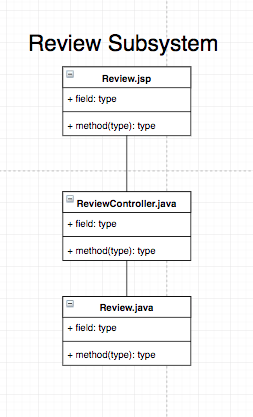 Review Subsystem
Review.jsp
+ field: type
+ method(type): type
ReviewController.java
+ field: type
+ method(type): type
Review.java
+ field: type
+ method(type): type